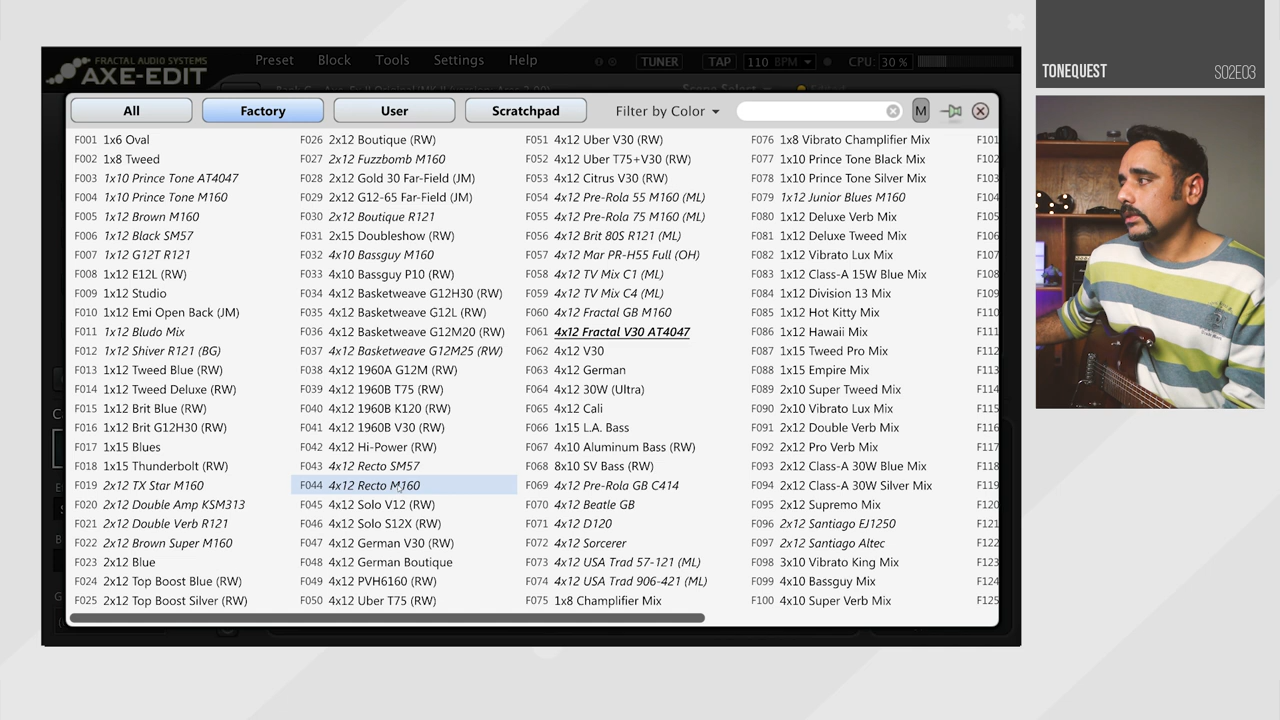 FRACTAL AUDIO SYSTEMS
AXE-EDIT
Preset Block Tools Settings Help
TUNER
TAP 110 BPM
CPU: 30 %
TONEQUEST
S02E03
All Factory User Scratchpad Filter by Color M
F001 1x6 Oval
F002 1x8 Tweed
F003 1x10 Prince Tone AT4047
F004 1x10 Prince Tone M160
F005 1x12 Brown M160
F006 1x12 Black SM57
F007 1x12 G12T R121
F008 1x12 E12L (RW)
F009 1x12 Studio
F010 1x12 Emi Open Back (JM)
F011 1x12 Bludo Mix
F012 1x12 Shiver R121 (BG)
F013 1x12 Tweed Blue (RW)
F014 1x12 Tweed Deluxe (RW)
F015 1x12 Brit Blue (RW)
F016 1x12 Brit G12H30 (RW)
F017 1x15 Blues
F018 1x15 Thunderbolt (RW)
F019 2x12 TX Star M160
F020 2x12 Double Amp KSM313
F021 2x12 Double Verb R121
F022 2x12 Brown Super M160
F023 2x12 Blue
F024 2x12 Top Boost Blue (RW)
F025 2x12 Top Boost Silver (RW)
F026 2x12 Boutique (RW)
F027 2x12 Fuzzbomb M160
F028 2x12 Gold 30 Far-Field (JM)
F029 2x12 G12-65 Far-Field (JM)
F030 2x12 Boutique R121
F031 2x15 Doubleshow (RW)
F032 4x10 Bassguy M160
F033 4x10 Bassguy P10 (RW)
F034 4x12 Basketweave G12H30 (RW)
F035 4x12 Basketweave G12L (RW)
F036 4x12 Basketweave G12M20 (RW)
F037 4x12 Basketweave G12M25 (RW)
F038 4x12 1960A G12M (RW)
F039 4x12 1960B T75 (RW)
F040 4x12 1960B K120 (RW)
F041 4x12 1960B V30 (RW)
F042 4x12 Hi-Power (RW)
F043 4x12 Recto SM57
F044 4x12 Recto M160
F045 4x12 Solo V12 (RW)
F046 4x12 Solo S12X (RW)
F047 4x12 German V30 (RW)
F048 4x12 German Boutique
F049 4x12 PVH6160 (RW)
F050 4x12 Uber T75 (RW)
F051 4x12 Uber V30 (RW)
F052 4x12 Uber T75+V30 (RW)
F053 4x12 Citrus V30 (RW)
F054 4x12 Pre-Rola 55 M160 (ML)
F055 4x12 Pre-Rola 75 M160 (ML)
F056 4x12 Brit 80S R121 (ML)
F057 4x12 Mar PR-H55 Full (OH)
F058 4x12 TV Mix C1 (ML)
F059 4x12 TV Mix C4 (ML)
F060 4x12 Fractal GB M160
F061 4x12 Fractal V30 AT4047
F062 4x12 V30
F063 4x12 German
F064 4x12 30W (Ultra)
F065 4x12 Cali
F066 1x15 L.A. Bass
F067 4x10 Aluminum Bass (RW)
F068 8x10 SV Bass (RW)
F069 4x12 Pre-Rola GB C414
F070 4x12 Beatle GB
F071 4x12 D120
F072 4x12 Sorcerer
F073 4x12 USA Trad 57-121 (ML)
F074 4x12 USA Trad 906-421 (ML)
F075 1x8 Champlifier Mix
F076 1x8 Vibrato Champlifier Mix
F077 1x10 Prince Tone Black Mix
F078 1x10 Prince Tone Silver Mix
F079 1x12 Junior Blues M160
F080 1x12 Deluxe Verb Mix
F081 1x12 Deluxe Tweed Mix
F082 1x12 Vibrato Lux Mix
F083 1x12 Class-A 15W Blue Mix
F084 1x12 Division 13 Mix
F085 1x12 Hot Kitty Mix
F086 1x12 Hawaii Mix
F087 1x15 Tweed Pro Mix
F088 1x15 Empire Mix
F089 2x10 Super Tweed Mix
F090 2x10 Vibrato Lux Mix
F091 2x12 Double Verb Mix
F092 2x12 Pro Verb Mix
F093 2x12 Class-A 30W Blue Mix
F094 2x12 Class-A 30W Silver Mix
F095 2x12 Supremo Mix
F096 2x12 Santiago EJ1250
F097 2x12 Santiago Altec
F098 3x10 Vibrato King Mix
F099 4x10 Bassguy Mix
F100 4x10 Super Verb Mix
F101
F102
F103
F104
F105
F106
F107
F108
F109
F110
F111
F112
F113
F114
F115
F116
F117
F118
F119
F120
F121
F122
F123
F124
F125